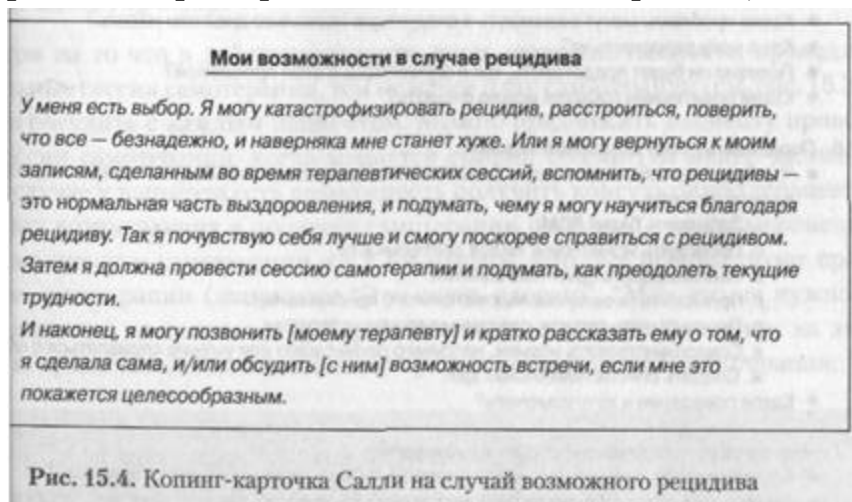 Мои возможности в случае рецидива
У меня есть выбор. Я могу катастрофизировать рецидив, расстроиться, поверить,
что все — безнадежно, и наверняка мне станет хуже. Или я могу вернуться к моим
записям, сделанным во время терапевтических сессий, вспомнить, что рецидивы —
это нормальная часть выздоровления, и подумать, чему я могу научиться благодаря
рецидиву. Так я почувствую себя лучше и смогу поскорее справиться с рецидивом.
Затем я должна провести сессию самотерапии и подумать, как преодолеть текущие
трудности.
И наконец, я могу позвонить [моему терапевту] и кратко рассказать ему о том, что
я сделала сама, и/или обсудить [с ним] возможность встречи, если мне это
покажется целесообразным.
Рис. 15.4. Копинг-карточка Салли на случай возможного рецидива